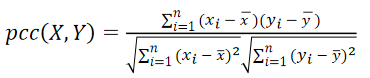 pcc(X,Y) = \frac{\sum_{i=1}^{n}(x_i - \bar{x})(y_i - \bar{y})}{\sqrt{\sum_{i=1}^{n}(x_i - \bar{x})^2}\sqrt{\sum_{i=1}^{n}(y_i - \bar{y})^2}}